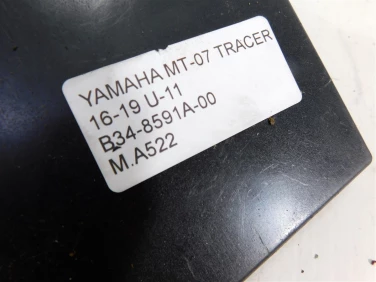 YAMAHA MT-07 TRACER
16-19 U-11
B34-8591A-00
M.A522